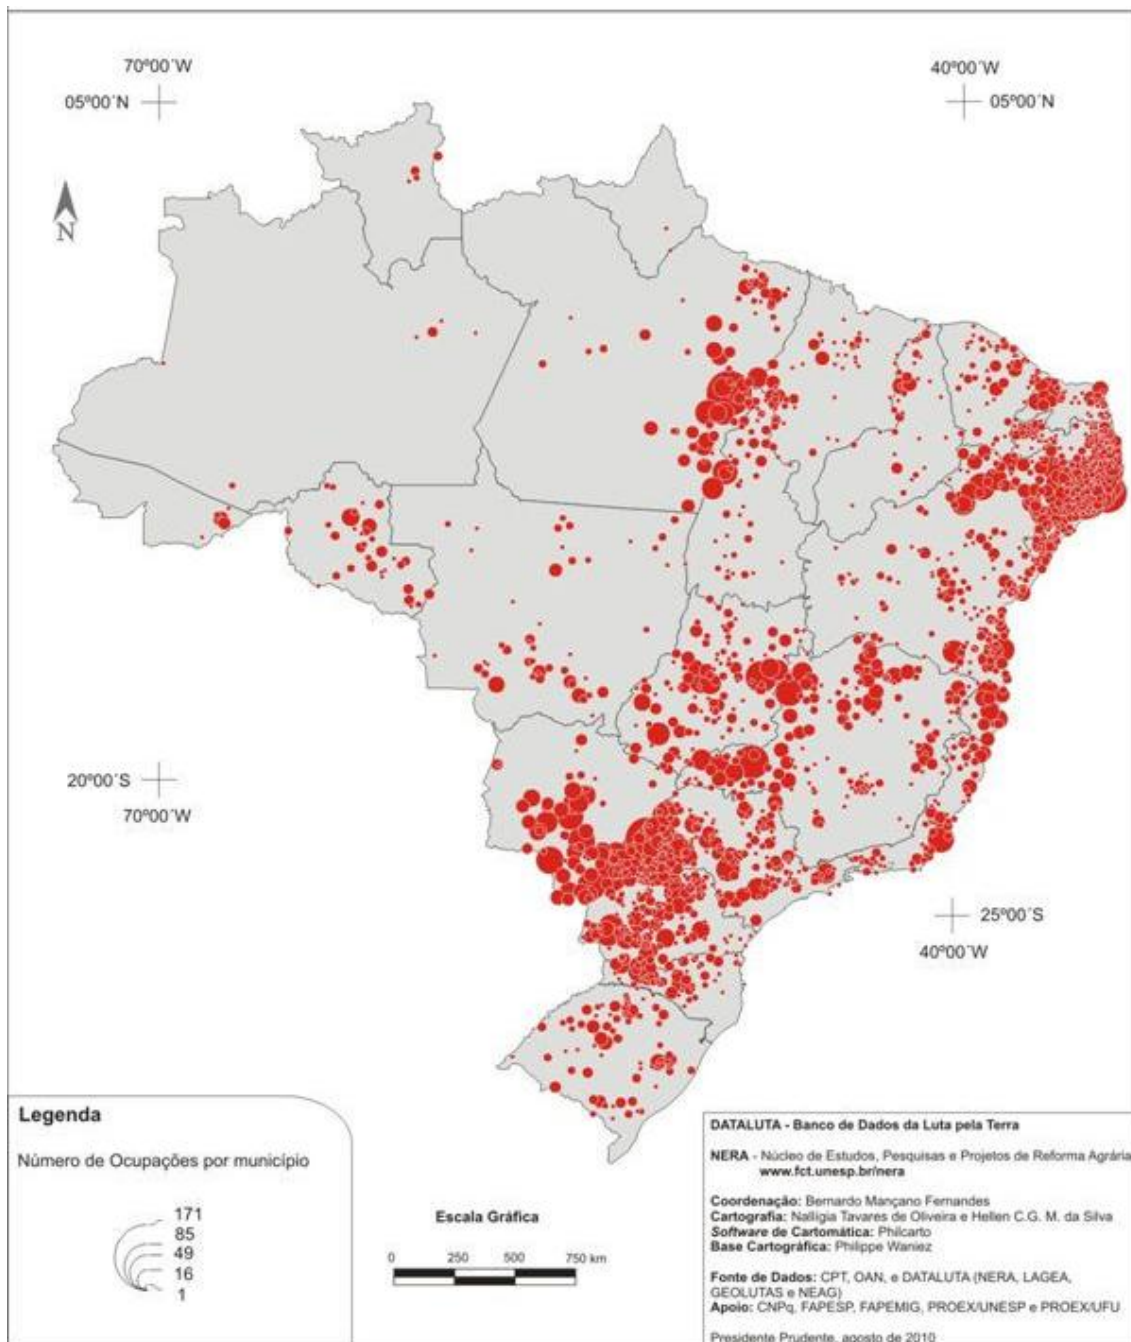 70º00´W
40º00´W
05º00´N
05º00´N
N
20º00´S
70º00´W
25º00´S
40º00´W
Legenda
Número de Ocupações por município
171
85
49
16
1
Escala Gráfica
0 250 500 750 km
DATALUTA - Banco de Dados da Luta pela Terra
NERA - Núcleo de Estudos, Pesquisas e Projetos de Reforma Agrária
www.fct.unesp.br/nera
Coordenação: Bernardo Mançano Fernandes
Cartografia: Nalligia Tavares de Oliveira e Hellen C.G. M. da Silva
Software de Cartomática: Philcarto
Base Cartográfica: Philippe Waniez
Fonte de Dados: CPT, OAN, e DATALUTA (NERA, LAGEA,
GEOLUTAS e NEAG)
Apoio: CNPq, FAPESP, FAPEMIG, PROEX/UNESP e PROEX/UFU
Presidente Prudente, agosto de 2010